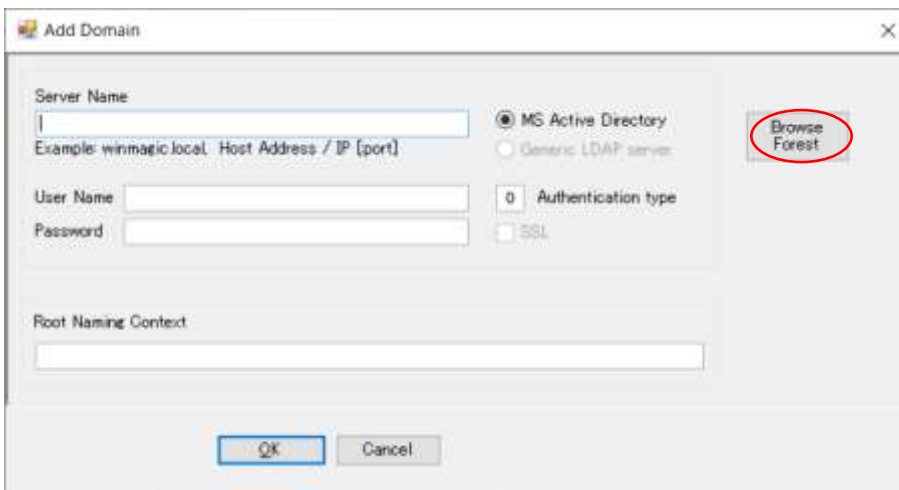 Add Domain
Server Name
MS Active Directory
Browse
Forest
Example: winmagic.local, Host Address / IP [port]
Generic LDAP server
User Name
0 Authentication type
Password
SSL
Root Naming Context
OK
Cancel